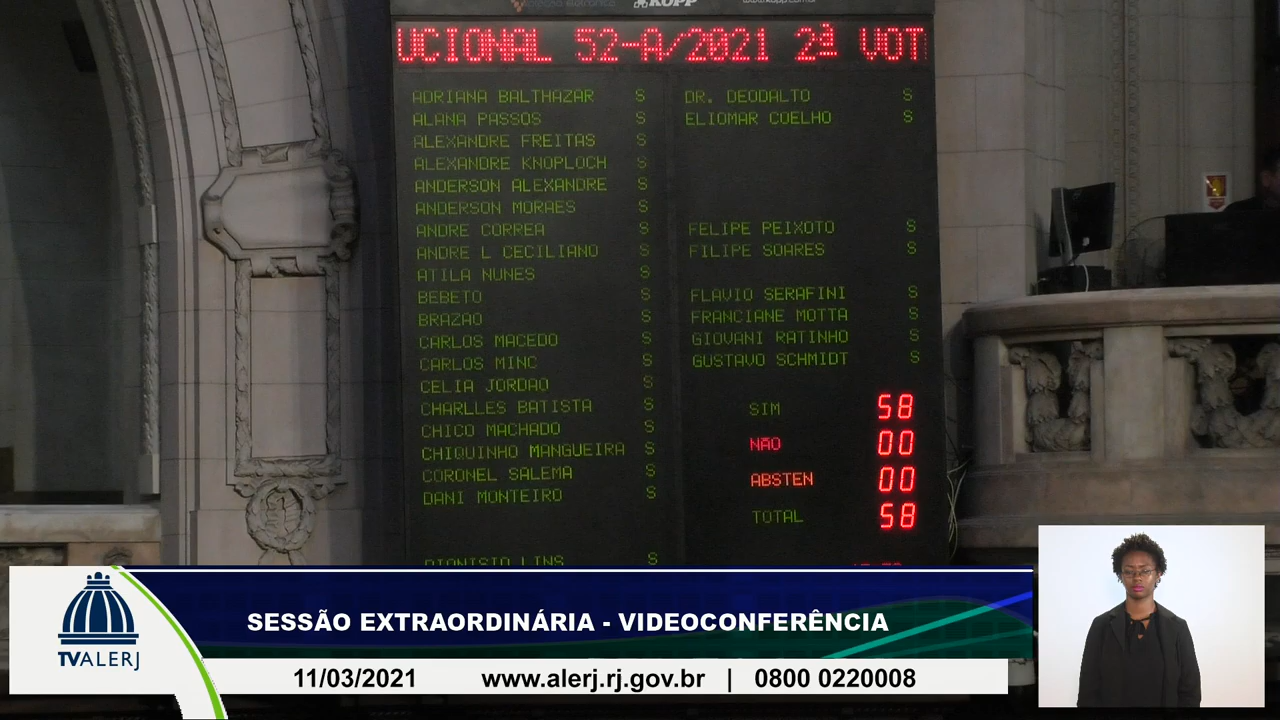 KOPP
UCIONAL 52-A/2021 2ª VOT
ADRIANA BALTHAZAR S
ALANA PASSOS S
ALEXANDRE FREITAS S
ALEXANDRE KNOPLOCH S
ANDERSON ALEXANDRE S
ANDERSON MORAES S
ANDRE CORREA S
ANDRE L CECILIANO S
ATILA NUNES S
BEBETO S
BRAZAO S
CARLOS MACEDO S
CARLOS MINC S
CELIA JORDAO S
CHARLLES BATISTA S
CHICO MACHADO S
CHIQUINHO MANGUEIRA S
CORONEL SALEMA S
DANI MONTEIRO S
DIONISIO LINS S
DR. DEODALTO S
ELIOMAR COELHO S
FELIPE PEIXOTO S
FILIPE SOARES S
FLAVIO SERAFINI S
FRANCIANE MOTTA S
GIOVANI RATINHO S
GUSTAVO SCHMIDT S
SIM 58
NÃO 00
ABSTEN 00
TOTAL 58
TVALERJ
SESSÃO EXTRAORDINÁRIA - VIDEOCONFERÊNCIA
11/03/2021 www.alerj.rj.gov.br | 0800 0220008